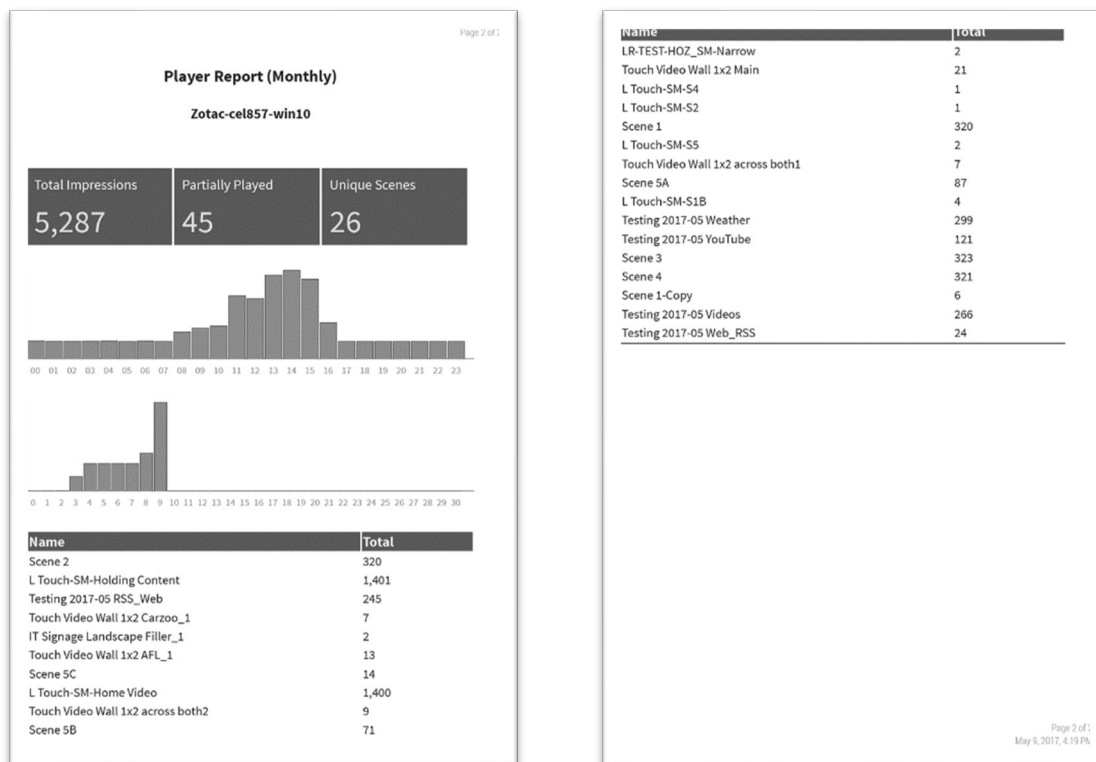 Page 2 of
Player Report (Monthly)
Zotac-cel857-win10
Total Impressions Partially Played Unique Scenes
5,287 45 26
00 01 02 03 04 05 06 07 08 09 10 11 12 13 14 15 16 17 18 19 20 21 22 23
0 1 2 3 4 5 6 7 8 9 10 11 12 13 14 15 16 17 18 19 20 21 22 23 24 25 26 27 28 29 30
Name Total
Scene 2 320
L Touch-SM-Holding Content 1,401
Testing 2017-05 RSS_Web 245
Touch Video Wall 1x2 Carzoo_1 7
IT Signage Landscape Filler_1 2
Touch Video Wall 1x2 AFL_1 13
Scene 5C 14
L Touch-SM-Home Video 1,400
Touch Video Wall 1x2 across both2 9
Scene 5B 71
Name Total
LR-TEST-HOZ_SM-Narrow 2
Touch Video Wall 1x2 Main 21
L Touch-SM-S4 1
L Touch-SM-S2 1
Scene 1 320
L Touch-SM-S5 2
Touch Video Wall 1x2 across both1 7
Scene 5A 87
L Touch-SM-S1B 4
Testing 2017-05 Weather 299
Testing 2017-05 YouTube 121
Scene 3 323
Scene 4 321
Scene 1-Copy 6
Testing 2017-05 Videos 266
Testing 2017-05 Web_RSS 24
Page 2 of
May 9, 2017, 4:19